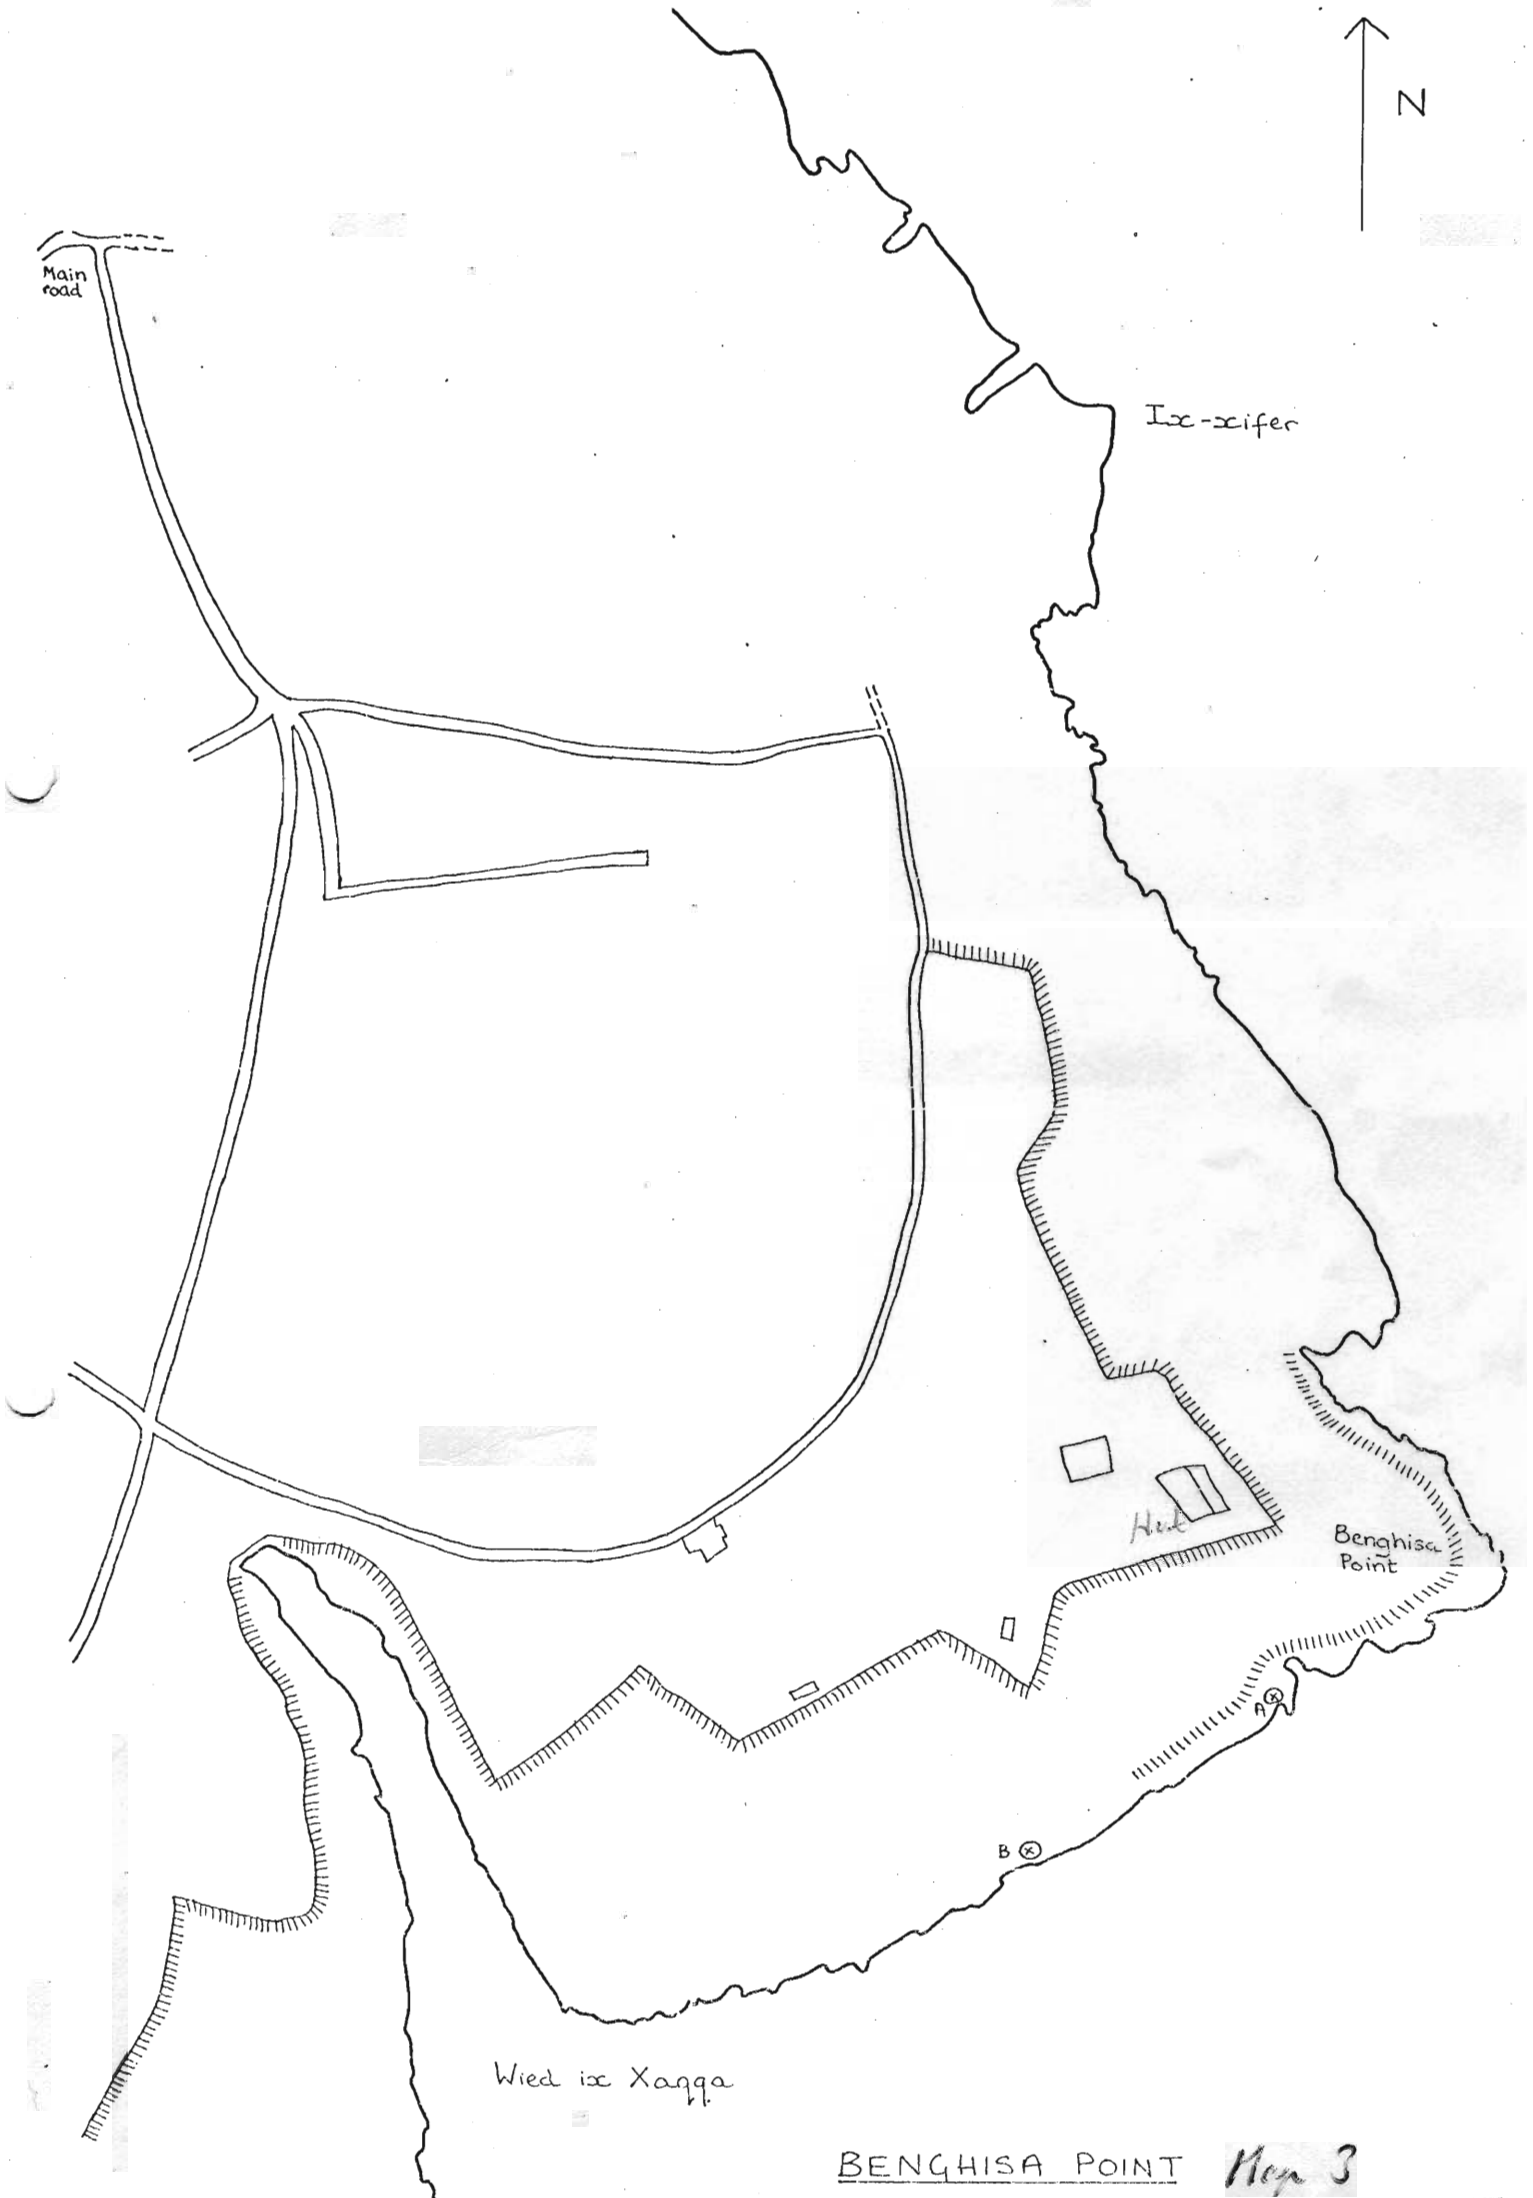 N
Main
road
Ix-xifer
Hut
Benghisa
Point
A
B
Wied ix Xaqqa
BENGHISA POINT Map 3